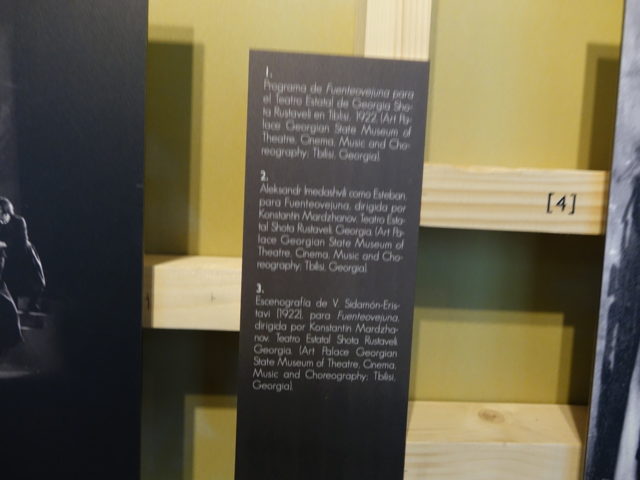 1.
Programa de Fuenteovejuna para
el Teatro Estatal de Georgia Sho-
ta Rustaveli en Tbilisi, 1922. (Art Pa-
lace Georgian State Museum of
Theatre, Cinema, Music and Cho-
reography: Tbilisi, Georgia).
2.
Aleksandr Imedashvili como Esteban,
para Fuenteovejuna, dirigida por
Konstantin Mardzhanov. Teatro Esta-
tal Shota Rustaveli. Georgia. (Art Pa-
lace Georgian State Museum of
Theatre, Cinema, Music and Cho-
reography: Tbilisi, Georgia).
3.
Escenografía de V. Sidamón-Eris-
tavi (1922), para Fuenteovejuna,
dirigida por Konstantin Mardzha-
nov. Teatro Estatal Shota Rustaveli
Georgia. (Art Palace Georgian
State Museum of Theatre, Cinema,
Music and Choreography: Tbilisi,
Georgia).
[4]